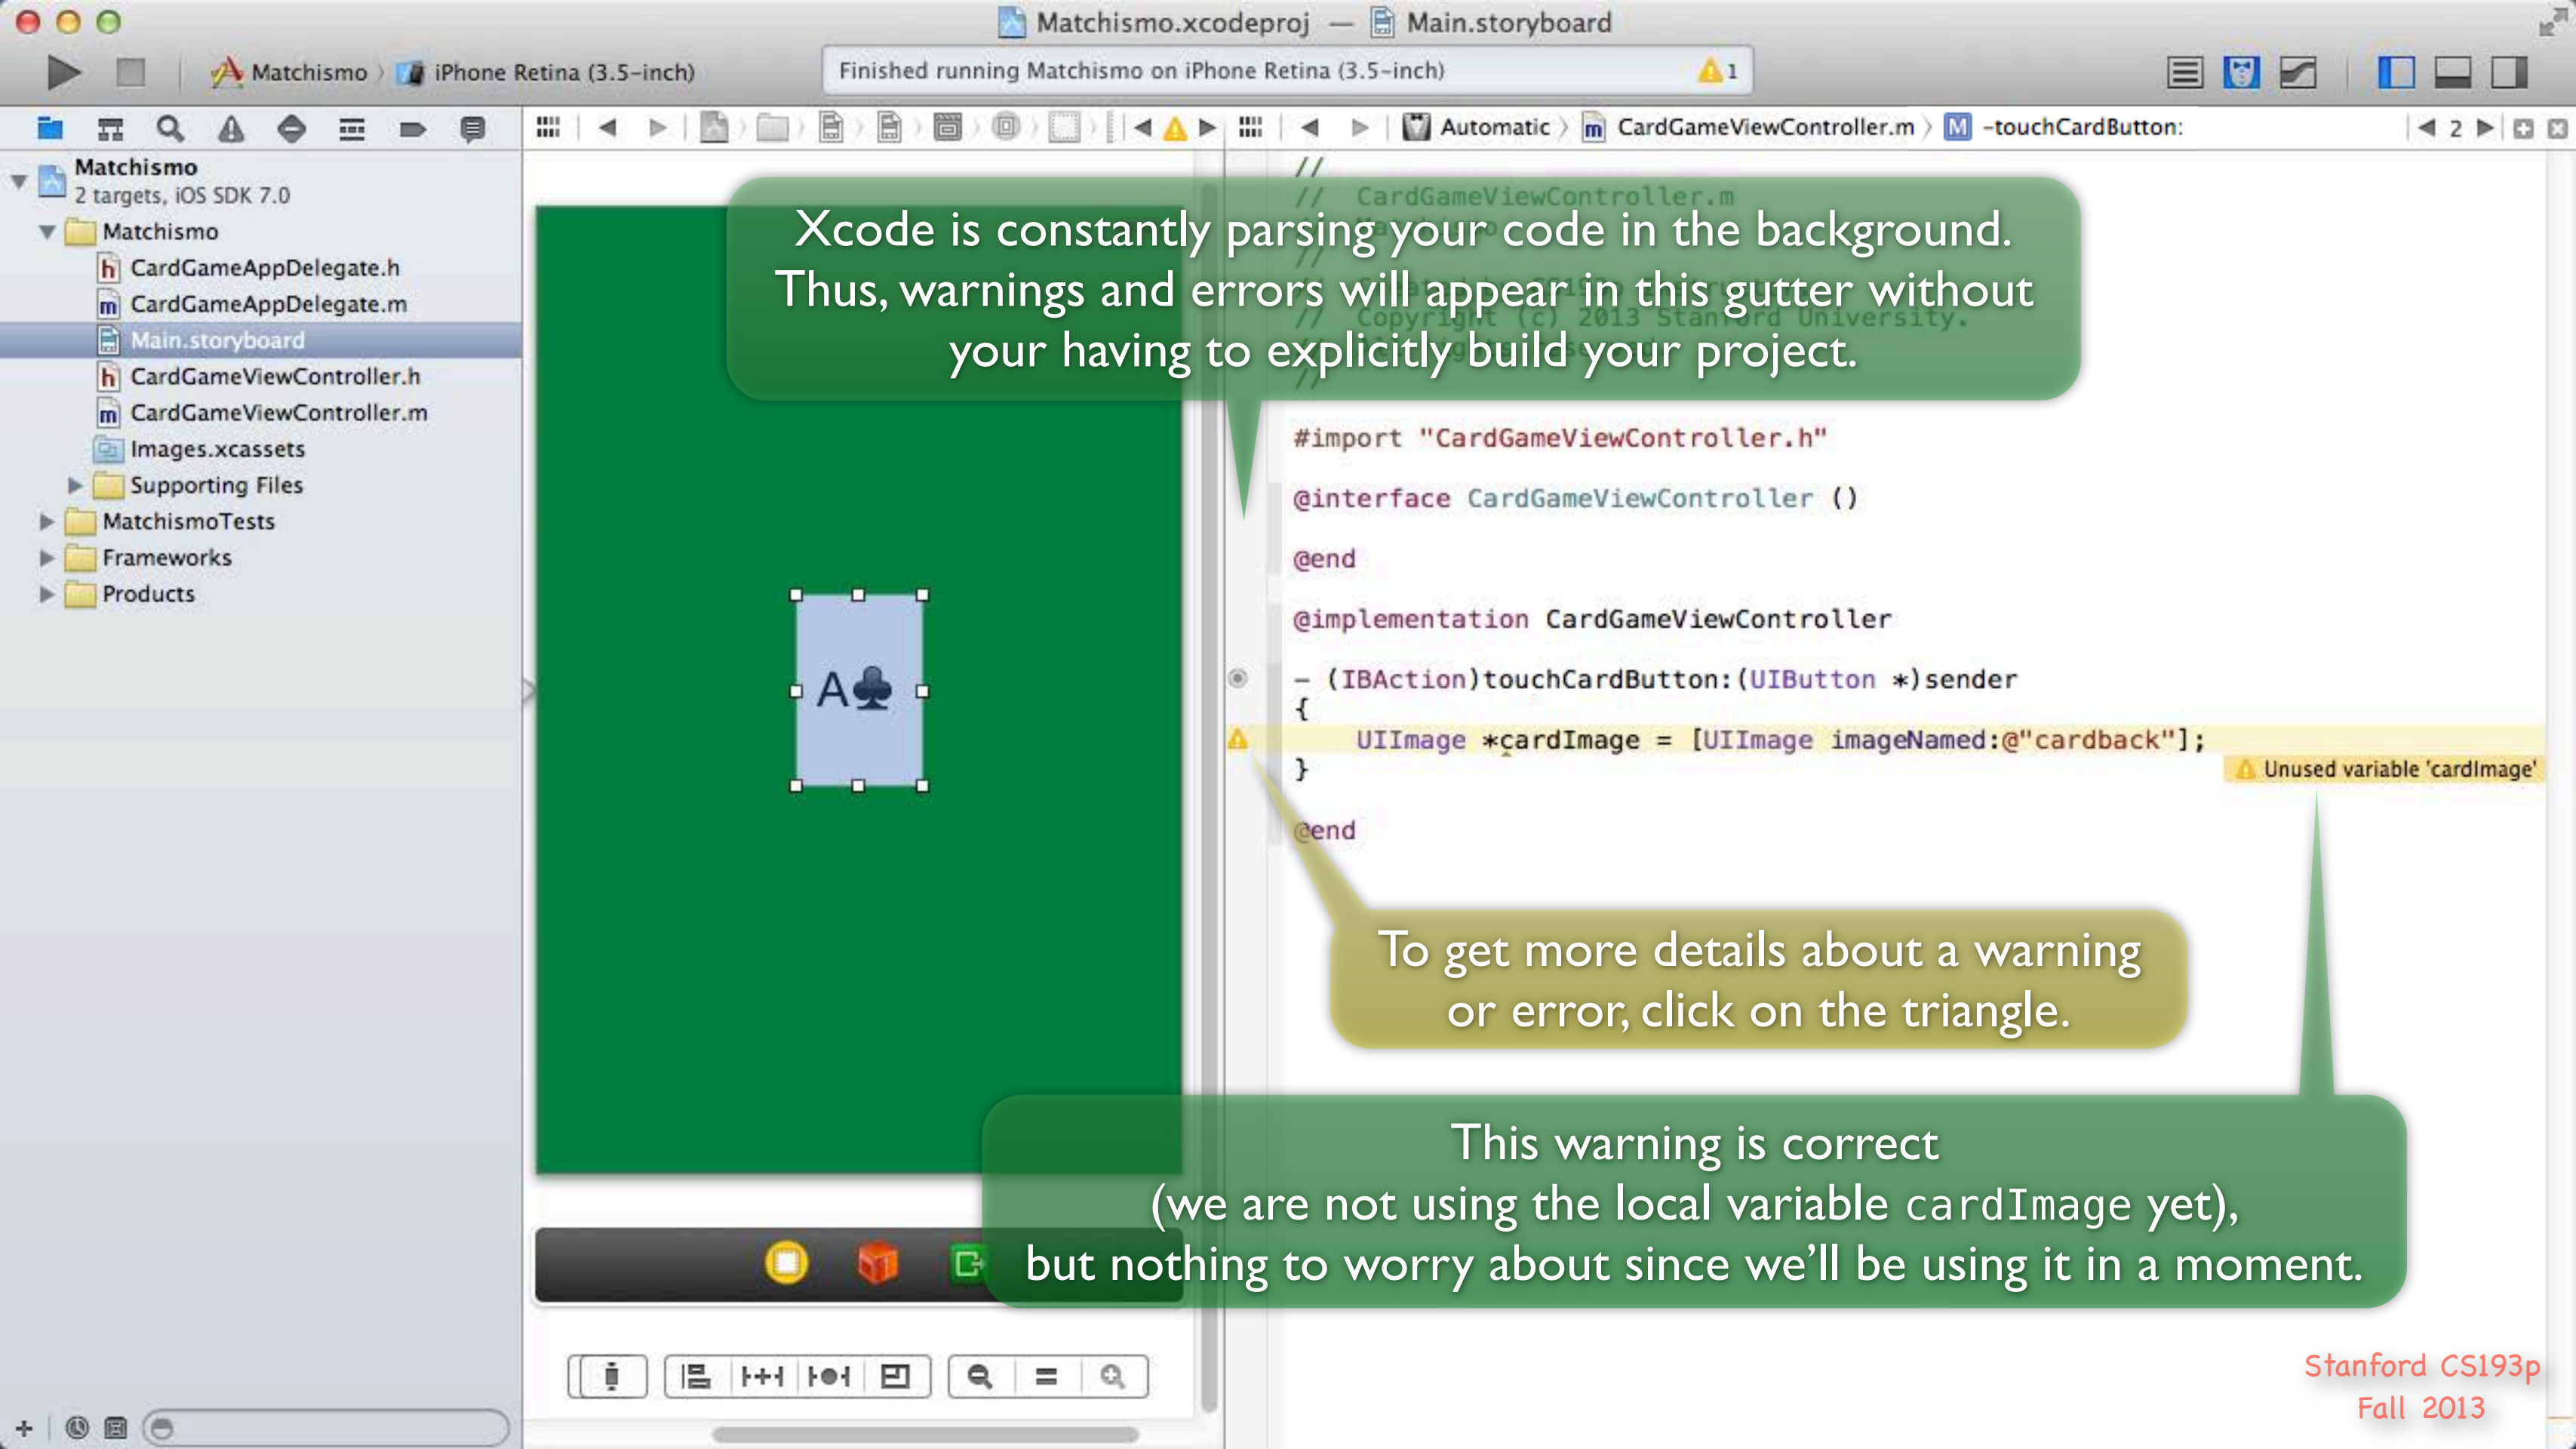 Matchismo.xcodeproj — Main.storyboard
Matchismo 〉 iPhone Retina (3.5-inch)
Finished running Matchismo on iPhone Retina (3.5-inch)
1
Automatic 〉 m CardGameViewController.m 〉 M -touchCardButton:
2
Matchismo
2 targets, iOS SDK 7.0
Matchismo
h CardGameAppDelegate.h
m CardGameAppDelegate.m
Main.storyboard
h CardGameViewController.h
m CardGameViewController.m
Images.xcassets
Supporting Files
MatchismoTests
Frameworks
Products
A♣
//
// CardGameViewController.m
//
// Copyright (c) 2013 Stanford University.
//
Xcode is constantly parsing your code in the background.
Thus, warnings and errors will appear in this gutter without
your having to explicitly build your project.
#import "CardGameViewController.h"
@interface CardGameViewController ()
@end
@implementation CardGameViewController
- (IBAction)touchCardButton:(UIButton *)sender
{
UIImage *cardImage = [UIImage imageNamed:@"cardback"];
}
Unused variable 'cardImage'
@end
To get more details about a warning
or error, click on the triangle.
This warning is correct
(we are not using the local variable cardImage yet),
but nothing to worry about since we'll be using it in a moment.
Stanford CS193p
Fall 2013